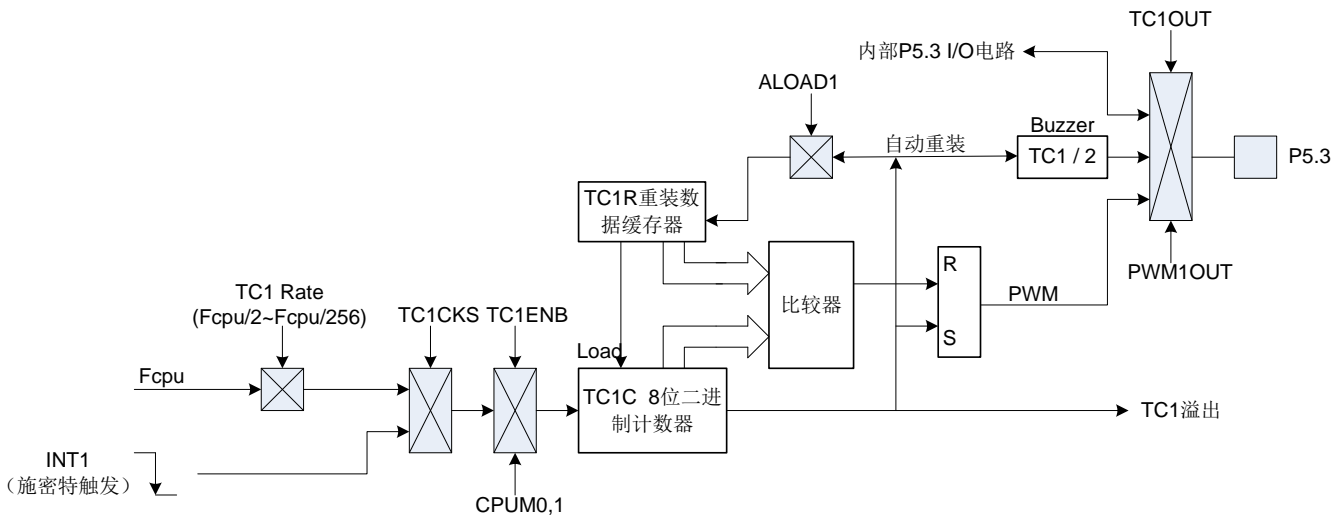 TC1OUT
内部P5.3 I/O电路
ALOAD1
Buzzer
自动重装
TC1 / 2
P5.3
TC1R重装数
据缓存器
PWM1OUT
R
TC1 Rate
(Fcpu/2~Fcpu/256)
PWM
比较器
TC1CKS
TC1ENB
S
Load
Fcpu
TC1C 8位二进
制计数器
TC1溢出
INT1
（施密特触发）
CPUM0,1